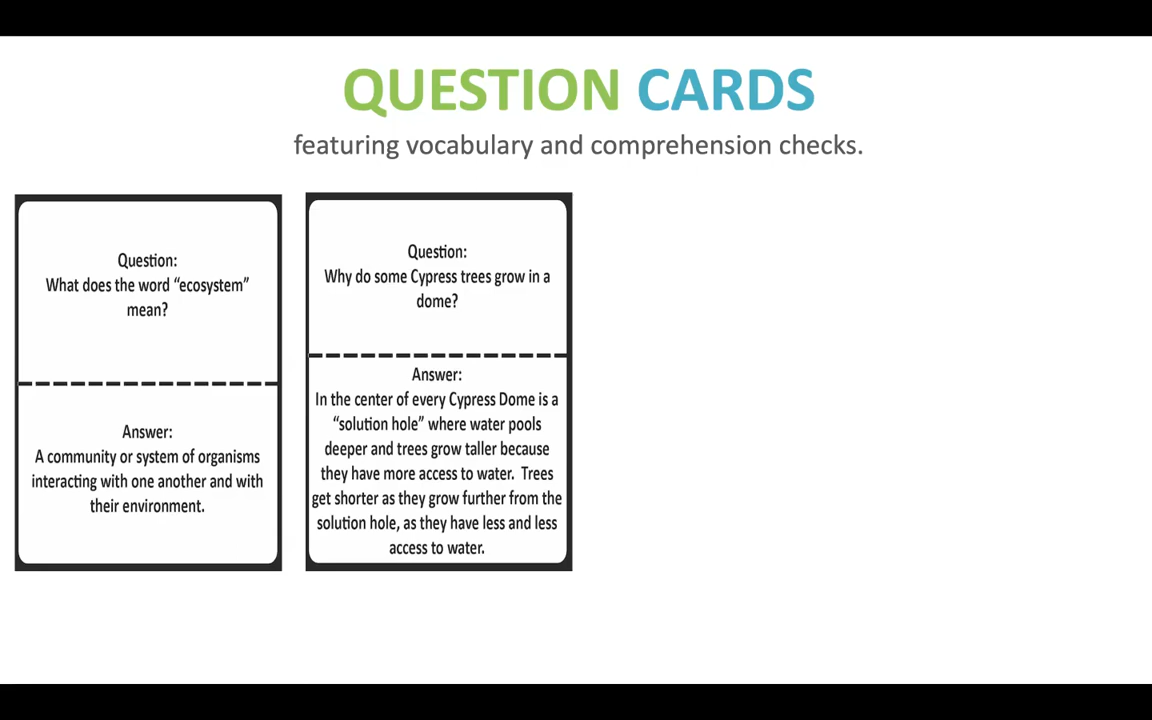 QUESTION CARDS
featuring vocabulary and comprehension checks.
Question:
What does the word “ecosystem”
mean?
Answer:
A community or system of organisms
interacting with one another and with
their environment.
Question:
Why do some Cypress trees grow in a
dome?
Answer:
In the center of every Cypress Dome is a
“solution hole” where water pools
deeper and trees grow taller because
they have more access to water.  Trees
get shorter as they grow further from the
solution hole, as they have less and less
access to water.